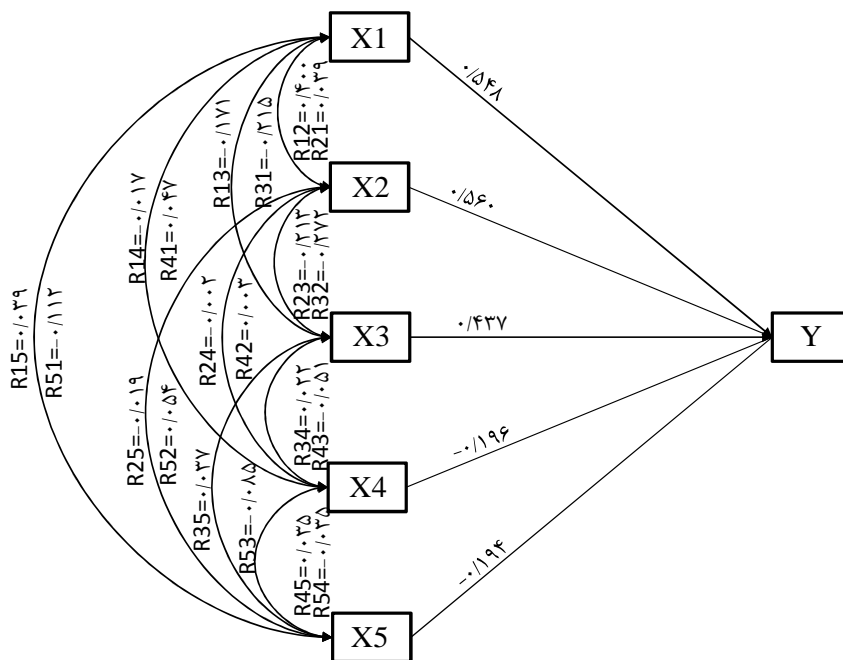 X1
X2
X3
X4
X5
Y
۰/۵۴۸
۰/۵۶۰
۰/۴۳۷
-۰/۱۹۶
-۰/۱۹۴
R12=۰/۴۰۰
R21=۰/۰۳۹
R13=-۰/۱۷۱
R31=-۰/۲۱۵
R14=-۰/۰۱۷
R41=۰/۰۴۷
R15=۰/۰۳۹
R51=-۰/۱۱۲
R23=-۰/۲۱۳
R32=-۰/۲۷۲
R24=-۰/۰۰۲
R42=۰/۰۰۳
R25=-۰/۰۱۹
R52=۰/۰۵۴
R34=۰/۰۲۲
R43=-۰/۰۵۱
R35=۰/۰۳۷
R53=-۰/۰۸۵
R45=۰/۰۳۵
R54=-۰/۰۳۵